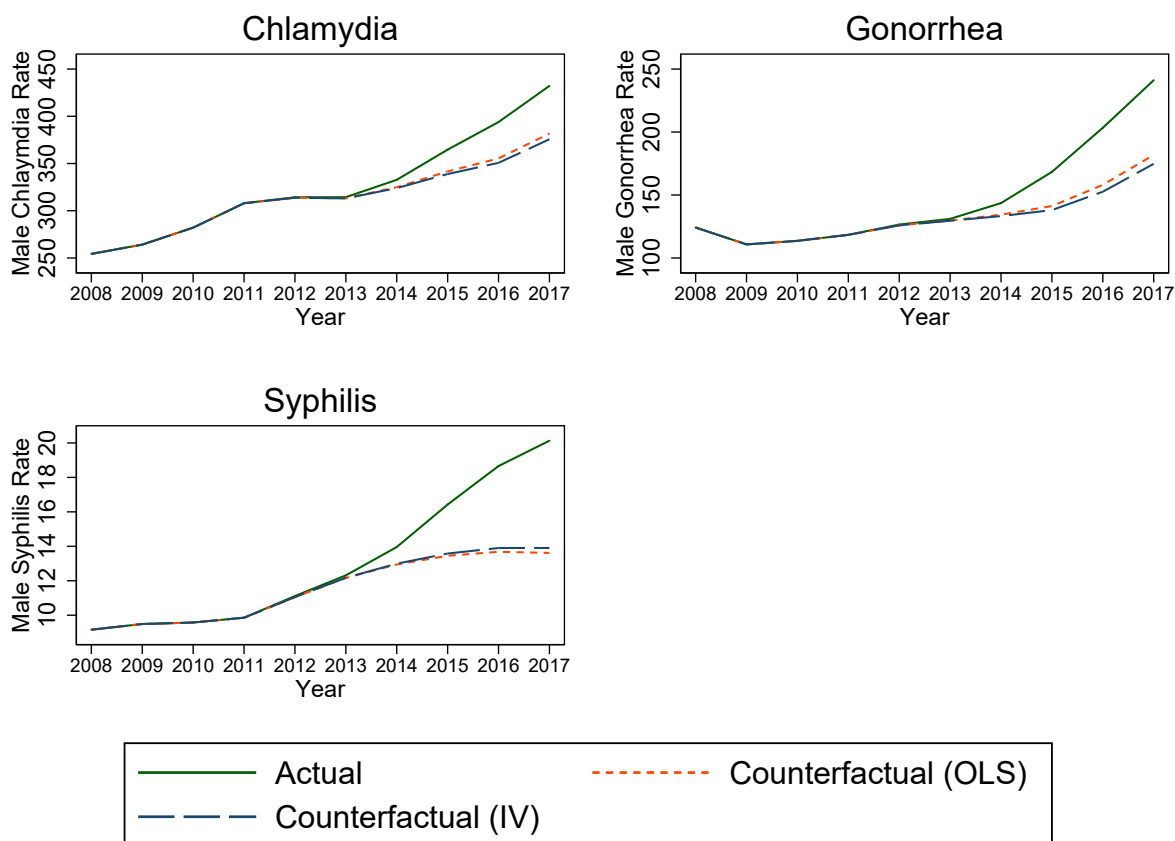 Chlamydia
Male Chlaymdia Rate
250 300 350 400 450
2008 2009 2010 2011 2012 2013 2014 2015 2016 2017
Year
Gonorrhea
Male Gonorrhea Rate
100 150 200 250
2008 2009 2010 2011 2012 2013 2014 2015 2016 2017
Year
Syphilis
Male Syphilis Rate
10 12 14 16 18 20
2008 2009 2010 2011 2012 2013 2014 2015 2016 2017
Year
Actual Counterfactual (OLS)
Counterfactual (IV)